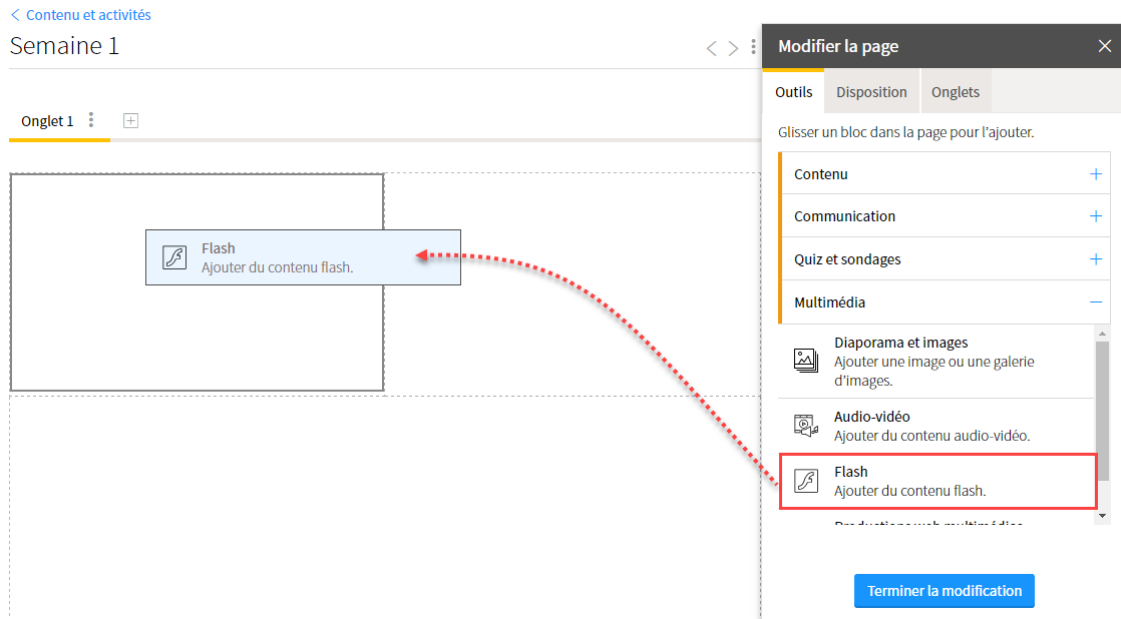 Contenu et activités
Semaine 1
Onglet 1
Flash
Ajouter du contenu flash.
Modifier la page
Outils Disposition Onglets
Glisser un bloc dans la page pour l'ajouter.
Contenu
Communication
Quiz et sondages
Multimédia
Diaporama et images
Ajouter une image ou une galerie
d'images.
Audio-vidéo
Ajouter du contenu audio-vidéo.
Flash
Ajouter du contenu flash.
Productions web multimédias
Terminer la modification